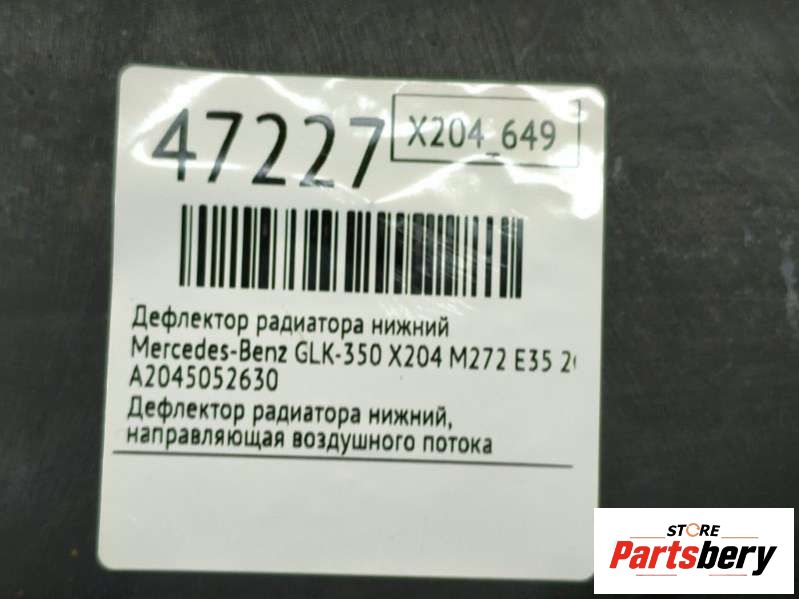 47227
X204_649
Дефлектор радиатора нижний
Mercedes-Benz GLK-350 X204 M272 E35
A2045052630
Дефлектор радиатора нижний,
направляющая воздушного потока
STORE
Partsbery